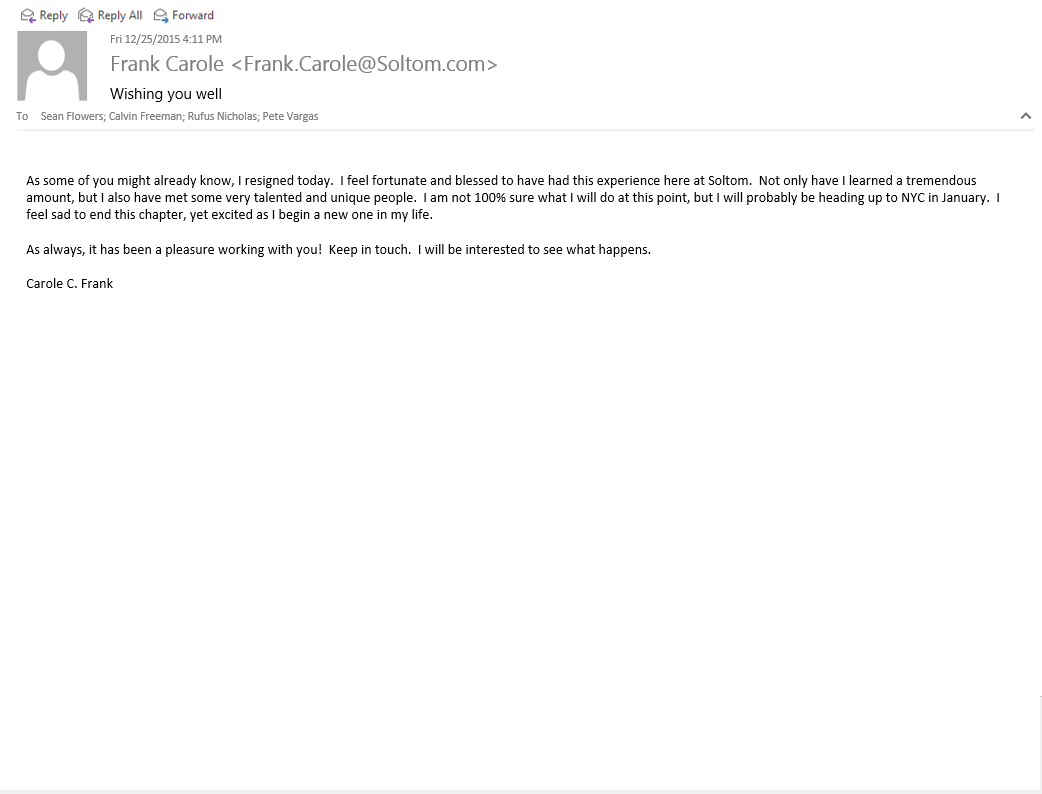 Reply Reply All Forward
Fri 12/25/2015 4:11 PM
Frank Carole <Frank.Carole@Soltom.com>
Wishing you well
To Sean Flowers; Calvin Freeman; Rufus Nicholas; Pete Vargas
As some of you might already know, I resigned today. I feel fortunate and blessed to have had this experience here at Soltom. Not only have I learned a tremendous
amount, but I also have met some very talented and unique people. I am not 100% sure what I will do at this point, but I will probably be heading up to NYC in January. I
feel sad to end this chapter, yet excited as I begin a new one in my life.
As always, it has been a pleasure working with you! Keep in touch. I will be interested to see what happens.
Carole C. Frank